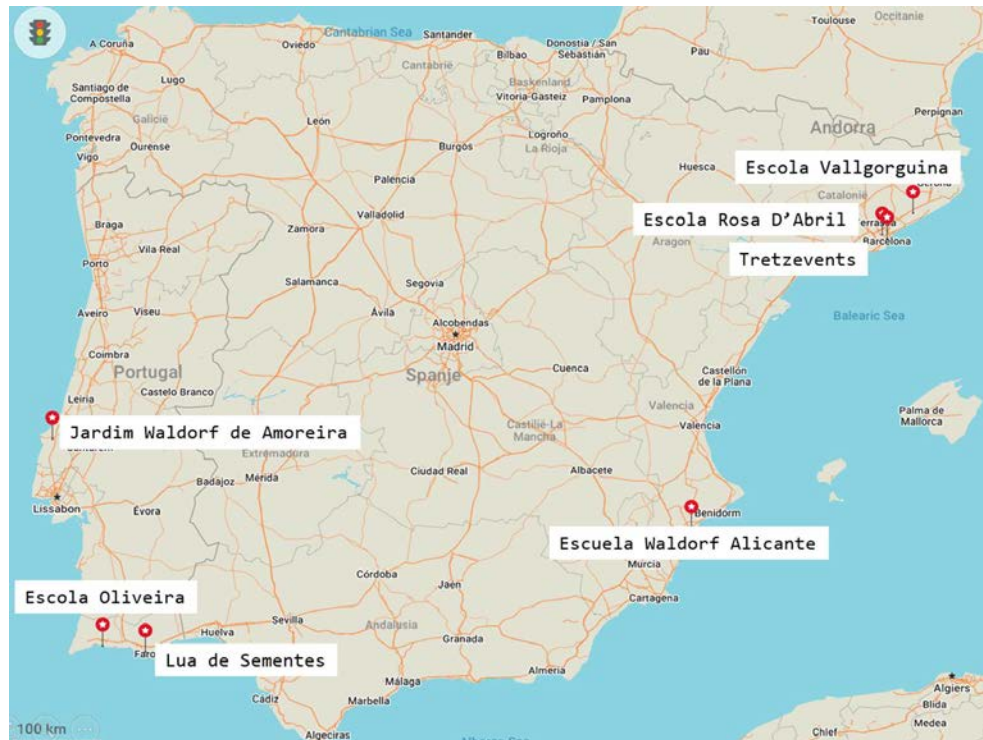 Cantabrian Sea
Occitanie
Toulouse
A Coruña
Oviedo
Santander
Donostia / San
Sebastián
Bilbao
Pau
Cantabrië
Lugo
Baskenland
Santiago de
Compostela
Vitoria-Gasteiz
Pamplona
Perpignan
Galicië
León
Logroño
Andorra
Pontevedra
Ourense
Burgos
La Rioja
Vigo
Huesca
Escola Vallgorguina
Palencia
Catalonië
Braga
Valladolid
Escola Rosa D'Abril
Zamora
Aragon
Barcelona
Vila Real
Tretzevents
Porto
Salamanca
Segovia
Aveiro
Viseu
Ávila
Alcobendas
Balearic Sea
Madrid
Coimbra
Portugal
Spanje
Cuenca
Castellón
de la Plana
Castelo Branco
Leiria
Valencia
Palma de
Mallorca
Castilië-La
Mancha
Valencia
Jardim Waldorf de Amoreira
Extremadura
Ciudad Real
Albacete
Badajoz
Mérida
Lissabon
Évora
Benidorm
Escuela Waldorf Alicante
Murcia
Córdoba
Jaén
Cartagena
Escola Oliveira
Sevilla
Andalusia
Huelva
Granada
Faro
Lua de Sementes
Almería
Málaga
Algiers
Cádiz
Marbella
Blida
Medea
100 km
Algeciras
Chlef